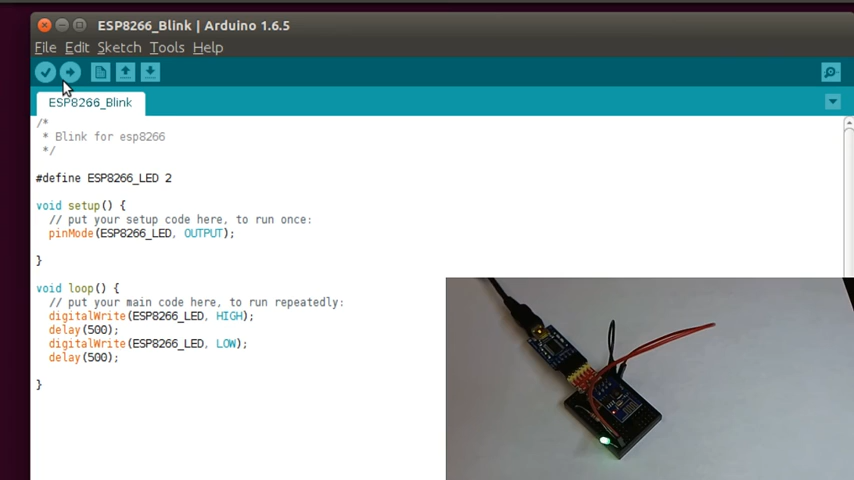 ESP8266_Blink | Arduino 1.6.5
File Edit Sketch Tools Help
ESP8266_Blink
/*
 * Blink for esp8266
 */
#define ESP8266_LED 2
void setup() {
  // put your setup code here, to run once:
  pinMode(ESP8266_LED, OUTPUT);
}
void loop() {
  // put your main code here, to run repeatedly:
  digitalWrite(ESP8266_LED, HIGH);
  delay(500);
  digitalWrite(ESP8266_LED, LOW);
  delay(500);
}